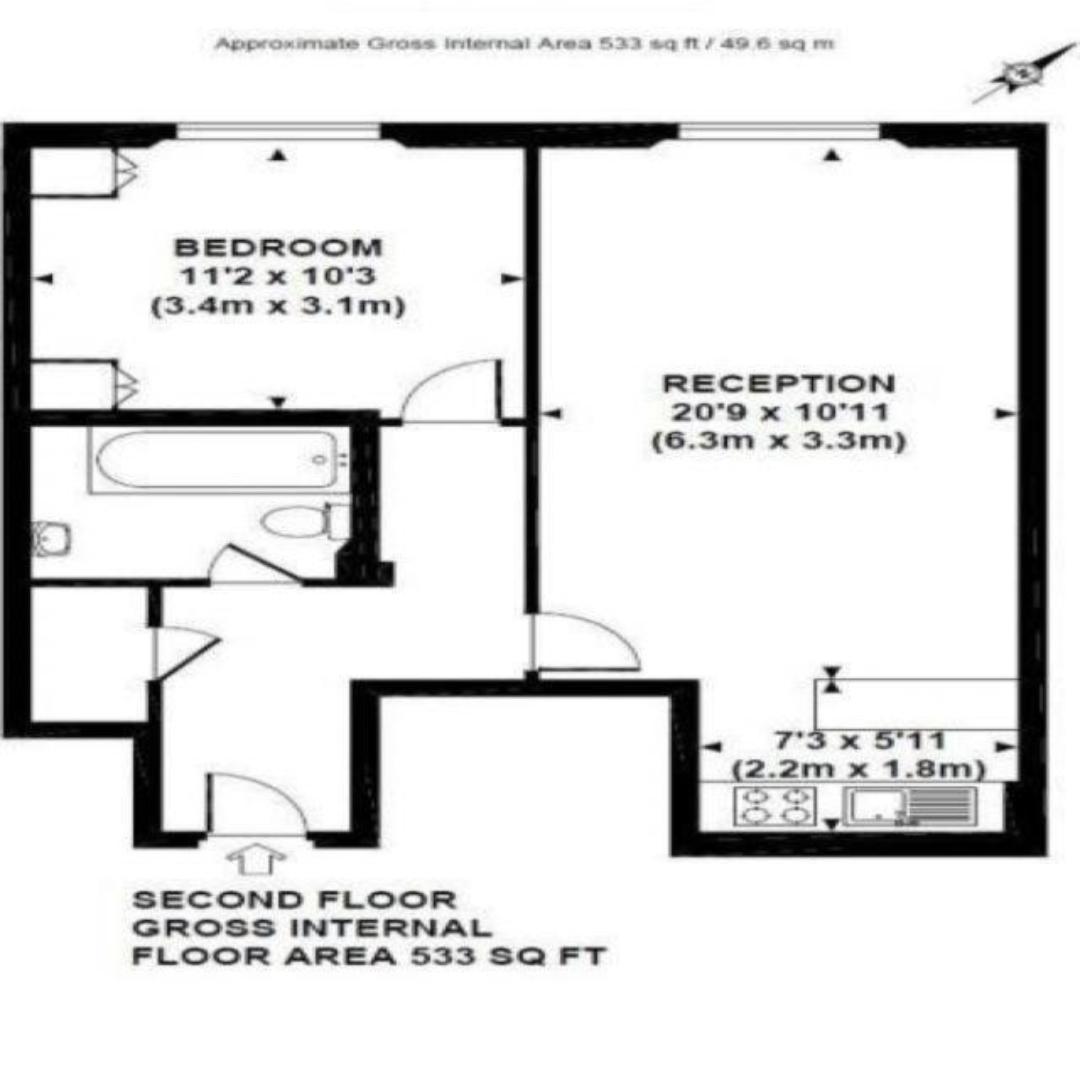 Approximate Gross Internal Area 533 sq ft / 49.6 sq m
BEDROOM
11'2 x 10'3
(3.4m x 3.1m)
RECEPTION
20'9 x 10'11
(6.3m x 3.3m)
7'3 x 5'11
(2.2m x 1.8m)
SECOND FLOOR
GROSS INTERNAL
FLOOR AREA 533 SQ FT